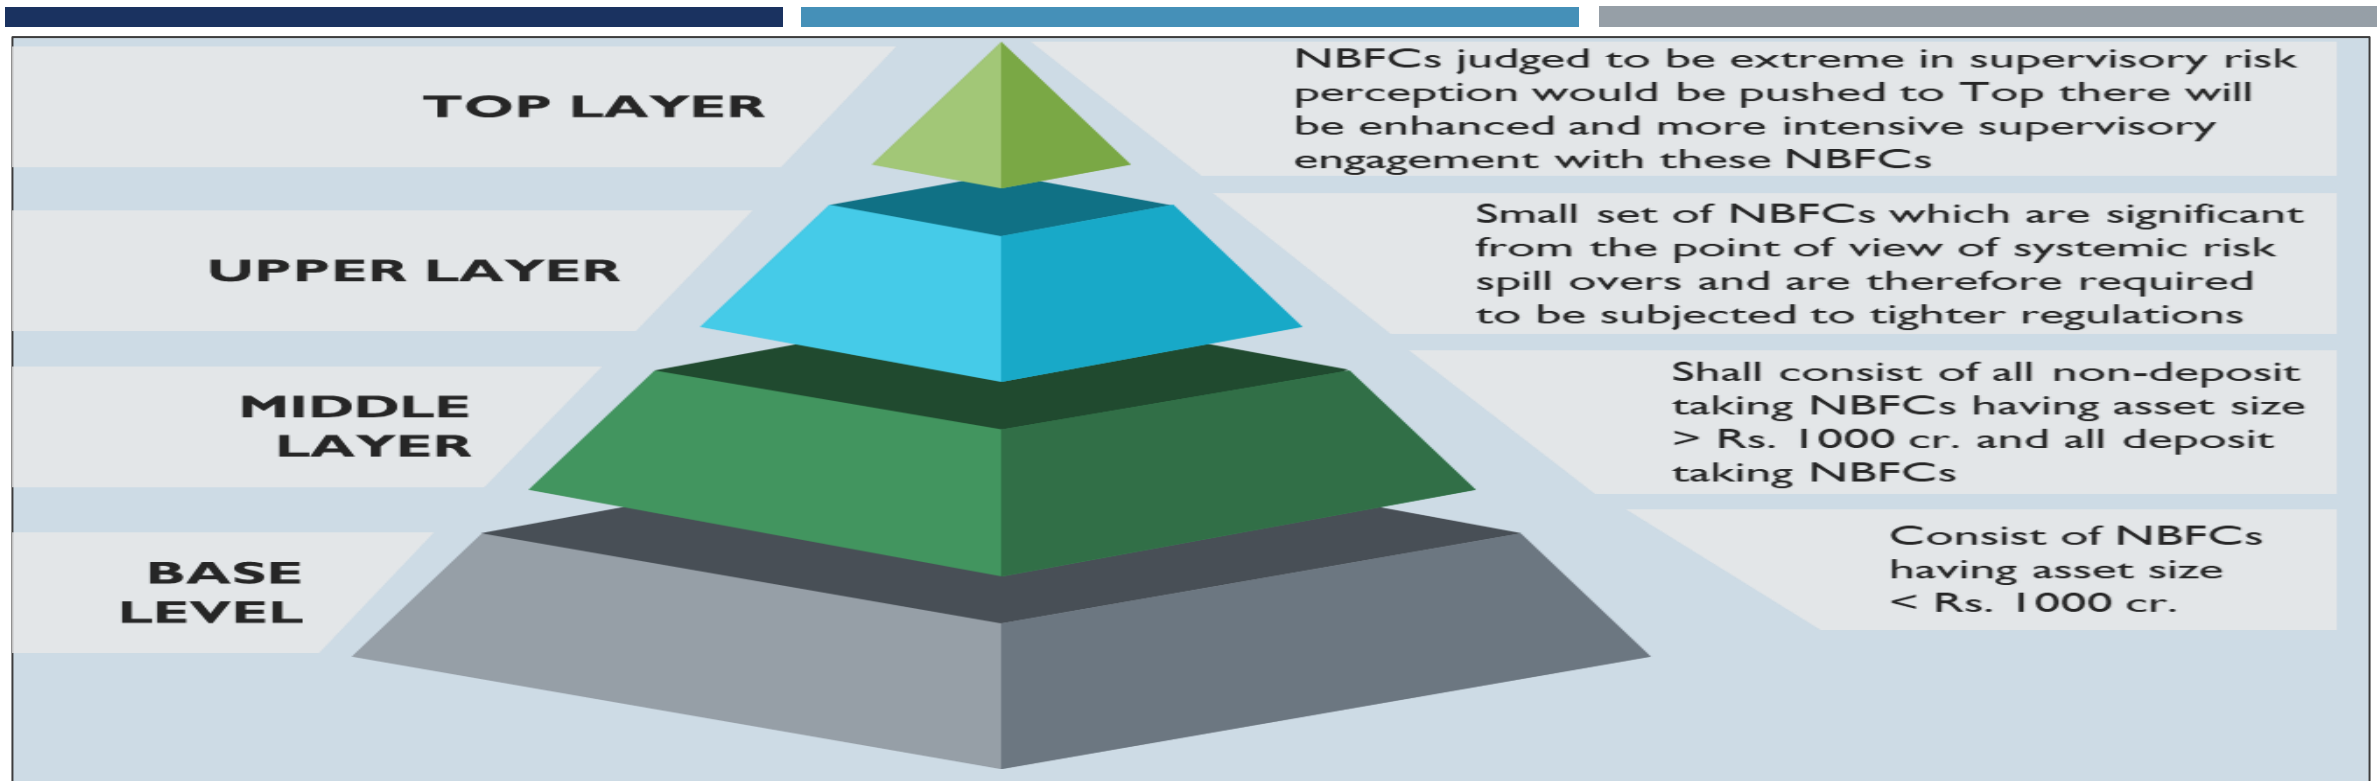 TOP LAYER
NBFCs judged to be extreme in supervisory risk
perception would be pushed to Top there will
be enhanced and more intensive supervisory
engagement with these NBFCs
UPPER LAYER
Small set of NBFCs which are significant
from the point of view of systemic risk
spill overs and are therefore required
to be subjected to tighter regulations
MIDDLE
LAYER
Shall consist of all non-deposit
taking NBFCs having asset size
> Rs. 1000 cr. and all deposit
taking NBFCs
BASE
LEVEL
Consist of NBFCs
having asset size
< Rs. 1000 cr.